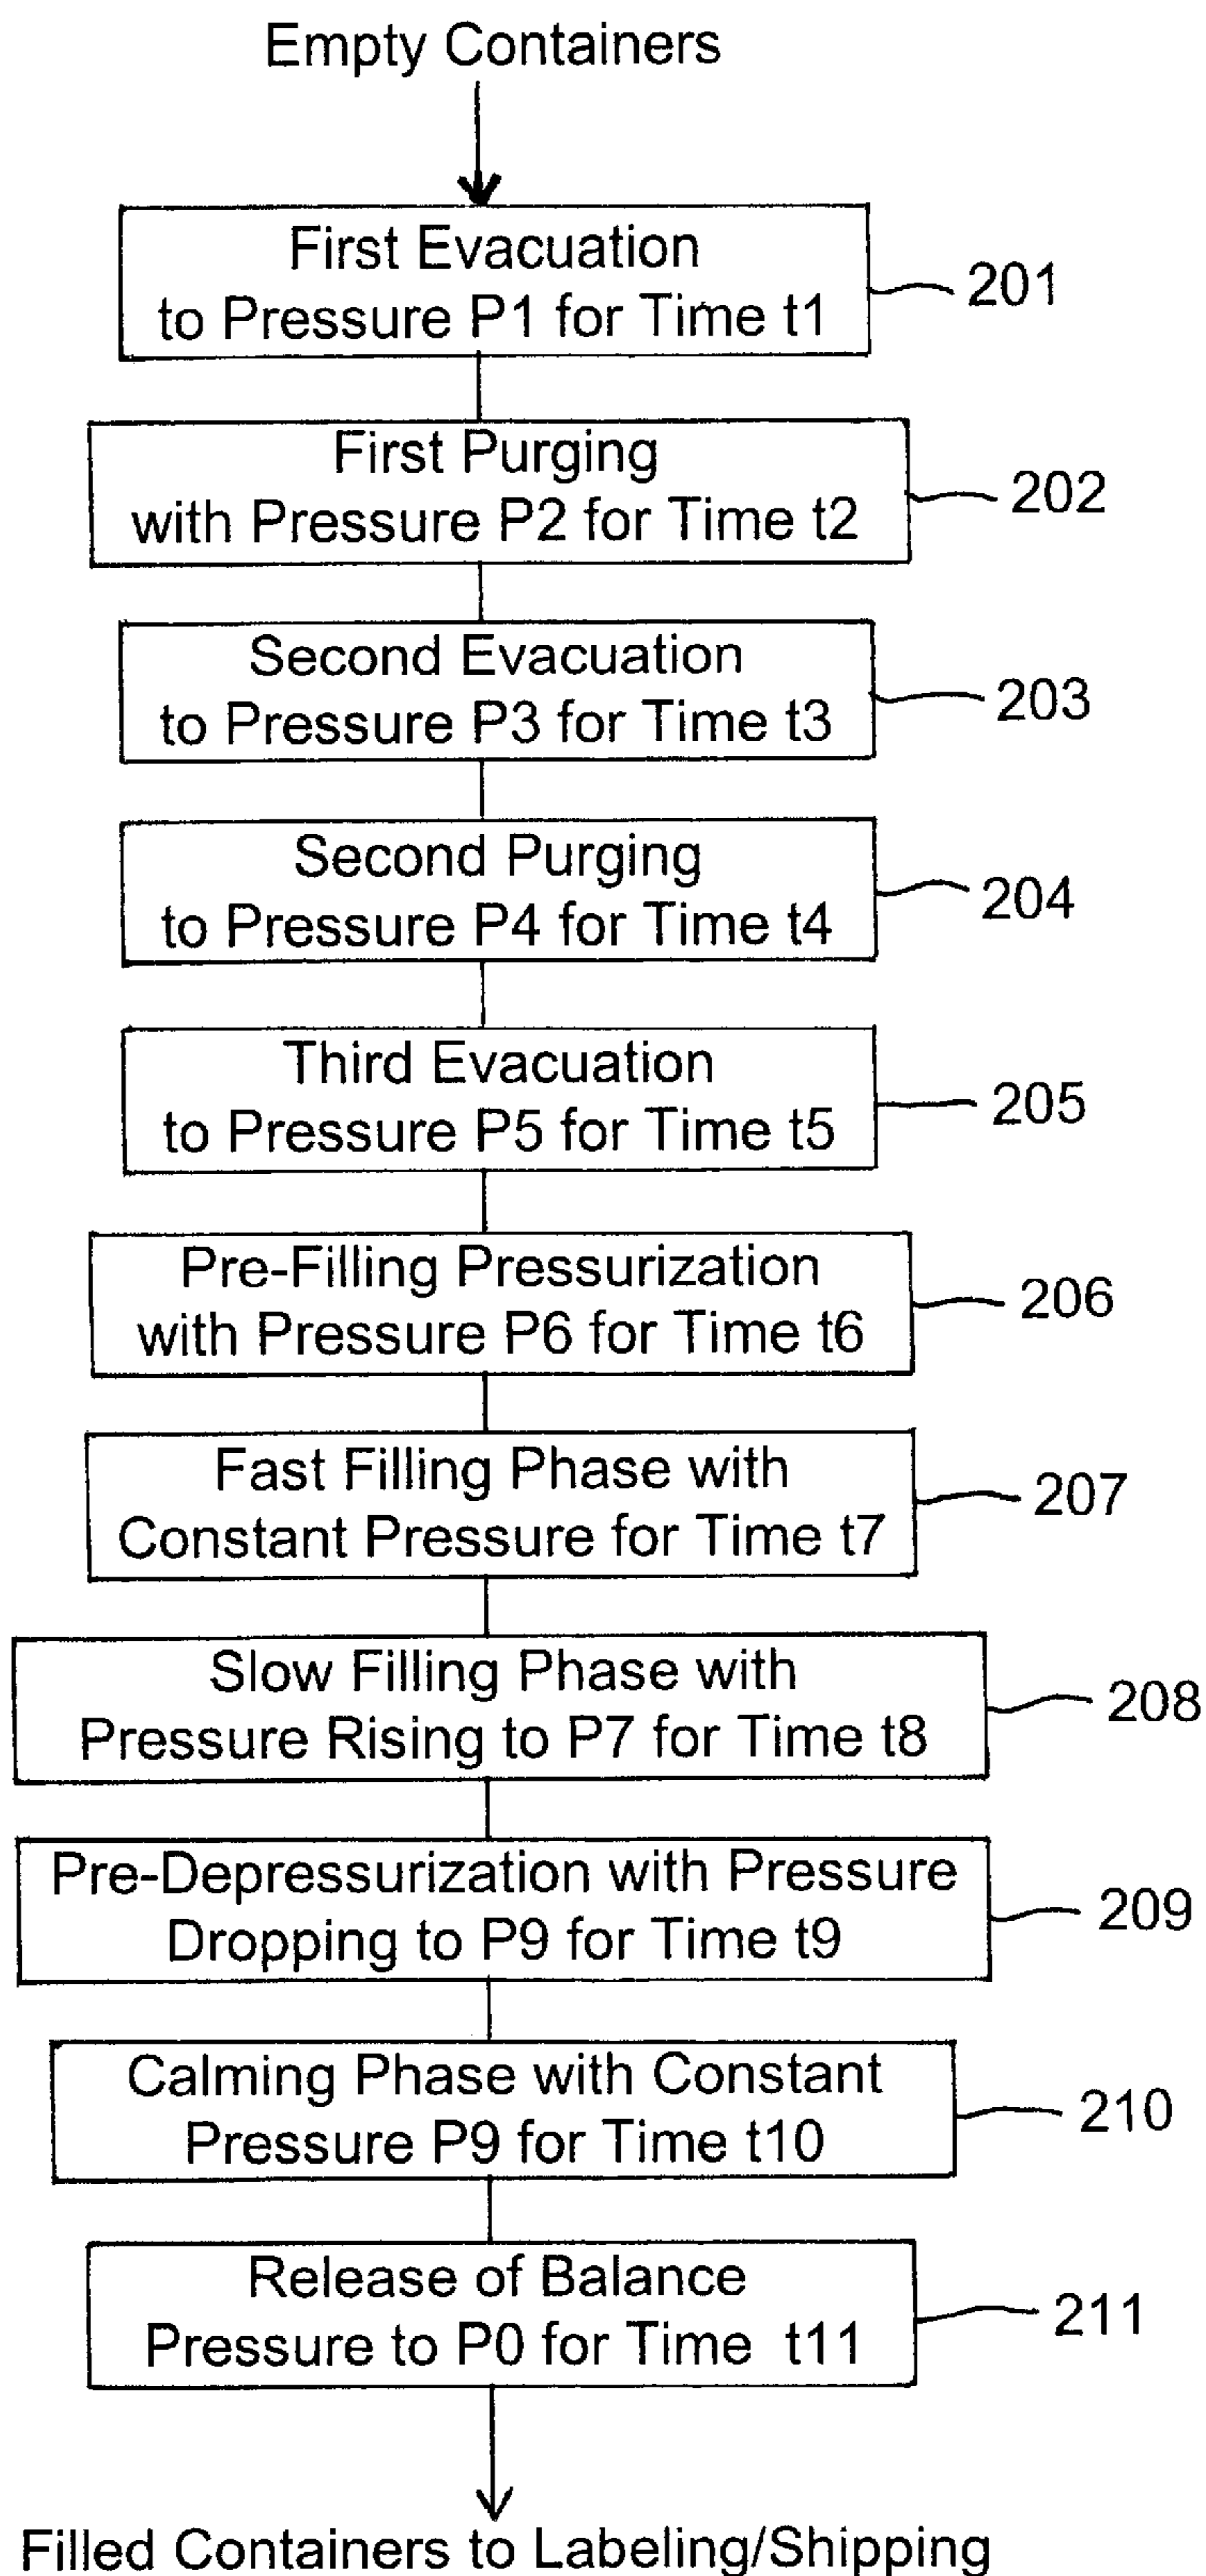 Empty Containers
First Evacuation
to Pressure P1 for Time t1
201
First Purging
with Pressure P2 for Time t2
202
Second Evacuation
to Pressure P3 for Time t3
203
Second Purging
to Pressure P4 for Time t4
204
Third Evacuation
to Pressure P5 for Time t5
205
Pre-Filling Pressurization
with Pressure P6 for Time t6
206
Fast Filling Phase with
Constant Pressure for Time t7
207
Slow Filling Phase with
Pressure Rising to P7 for Time t8
208
Pre-Depressurization with Pressure
Dropping to P9 for Time t9
209
Calming Phase with Constant
Pressure P9 for Time t10
210
Release of Balance
Pressure to P0 for Time t11
211
Filled Containers to Labeling/Shipping